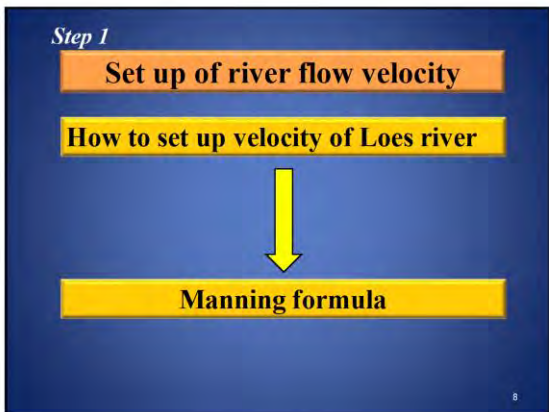 Step 1
Set up of river flow velocity
How to set up velocity of Loes river
Manning formula
8